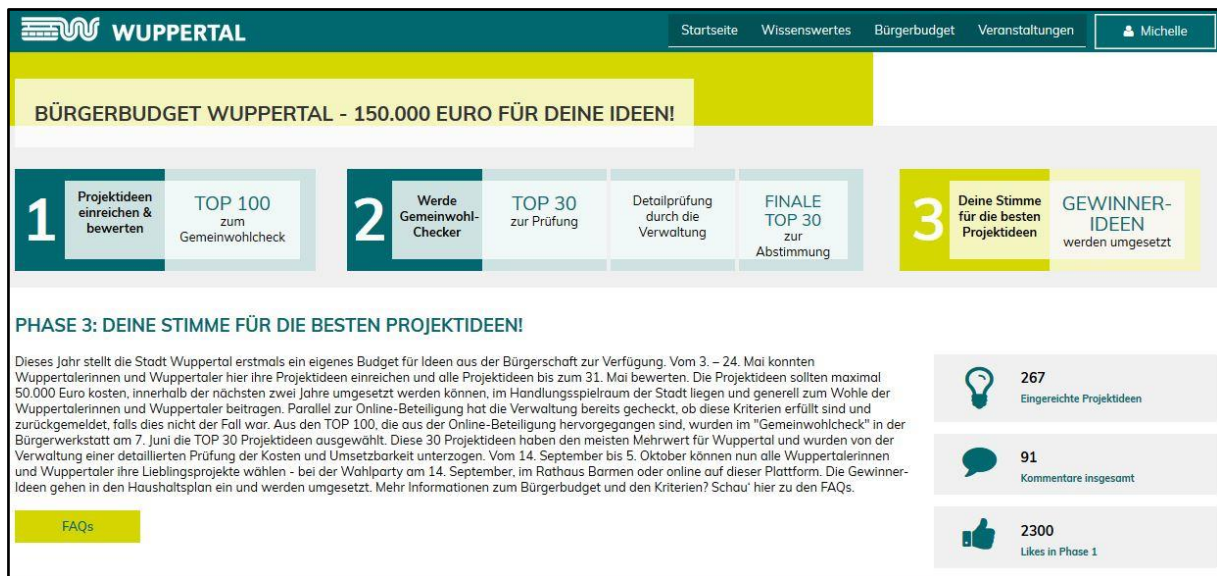 WUPPERTAL
Startseite Wissenswertes Bürgerbudget Veranstaltungen Michelle
BÜRGERBUDGET WUPPERTAL - 150.000 EURO FÜR DEINE IDEEN!
1
Projektideen
einreichen &
bewerten
TOP 100
zum
Gemeinwohlcheck
2
Werde
Gemeinwohl-
Checker
TOP 30
zur Prüfung
Detailprüfung
durch die
Verwaltung
FINALE
TOP 30
zur
Abstimmung
3
Deine Stimme
für die besten
Projektideen
GEWINNER-
IDEEN
werden umgesetzt
PHASE 3: DEINE STIMME FÜR DIE BESTEN PROJEKTIDEEN!
Dieses Jahr stellt die Stadt Wuppertal erstmals ein eigenes Budget für Ideen aus der Bürgerschaft zur Verfügung. Vom 3. – 24. Mai konnten
Wuppertalerinnen und Wuppertaler hier ihre Projektideen einreichen und alle Projektideen bis zum 31. Mai bewerten. Die Projektideen sollten maximal
50.000 Euro kosten, innerhalb der nächsten zwei Jahre umgesetzt werden können, im Handlungsspielraum der Stadt liegen und generell zum Wohle der
Wuppertalerinnen und Wuppertaler beitragen. Parallel zur Online-Beteiligung hat die Verwaltung bereits gecheckt, ob diese Kriterien erfüllt sind und
zurückgemeldet, falls dies nicht der Fall war. Aus den TOP 100, die aus der Online-Beteiligung hervorgegangen sind, wurden im "Gemeinwohlcheck" in der
Bürgerwerkstatt am 7. Juni die TOP 30 Projektideen ausgewählt. Diese 30 Projektideen haben den meisten Mehrwert für Wuppertal und wurden von der
Verwaltung einer detaillierten Prüfung der Kosten und Umsetzbarkeit unterzogen. Vom 14. September bis 5. Oktober können nun alle Wuppertalerinnen
und Wuppertaler ihre Lieblingsprojekte wählen - bei der Wahlparty am 14. September, im Rathaus Barmen oder online auf dieser Plattform. Die Gewinner-
Ideen gehen in den Haushaltsplan ein und werden umgesetzt. Mehr Informationen zum Bürgerbudget und den Kriterien? Schau' hier zu den FAQs.
FAQs
267
Eingereichte Projektideen
91
Kommentare insgesamt
2300
Likes in Phase 1